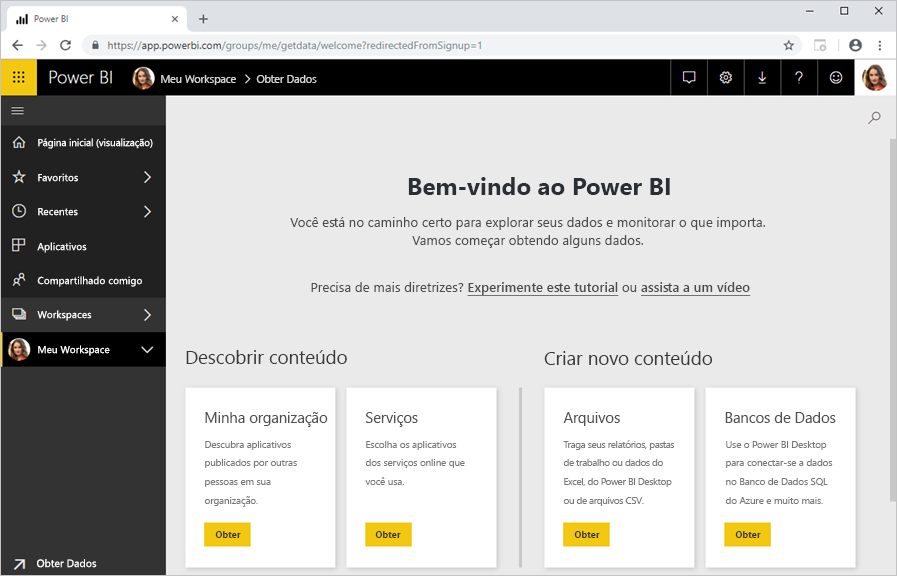 Power BI
https://app.powerbi.com/groups/me/getdata/welcome?redirectedFromSignup=1
Power BI Meu Workspace > Obter Dados ?
Página inicial (visualização)
Favoritos
Recentes
Aplicativos
Compartilhado comigo
Workspaces
Meu Workspace
Obter Dados
Bem-vindo ao Power BI
Você está no caminho certo para explorar seus dados e monitorar o que importa.
Vamos começar obtendo alguns dados.
Precisa de mais diretrizes? Experimente este tutorial ou assista a um vídeo
Descobrir conteúdo
Minha organização
Descubra aplicativos
publicados por outras
pessoas em sua
organização.
Obter
Serviços
Escolha os aplicativos
dos serviços online que
você usa.
Obter
Criar novo conteúdo
Arquivos
Traga seus relatórios, pastas
de trabalho ou dados do
Excel, do Power BI Desktop
ou de arquivos CSV.
Obter
Bancos de Dados
Use o Power BI Desktop
para conectar-se a dados
no Banco de Dados SQL
do Azure e muito mais.
Obter